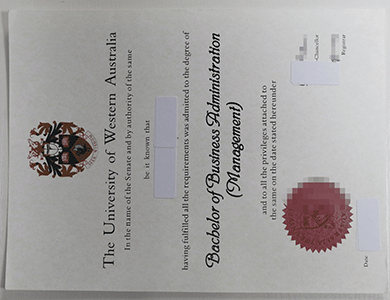 The University of Western Australia
In the name of the Senate and by authority of the same
be it known that
having fulfilled all the requirements was admitted to the degree of
Bachelor of Business Administration
(Management)
and to all the privileges attached to
the same on the date stated hereunder
Chancellor
Registrar
Date